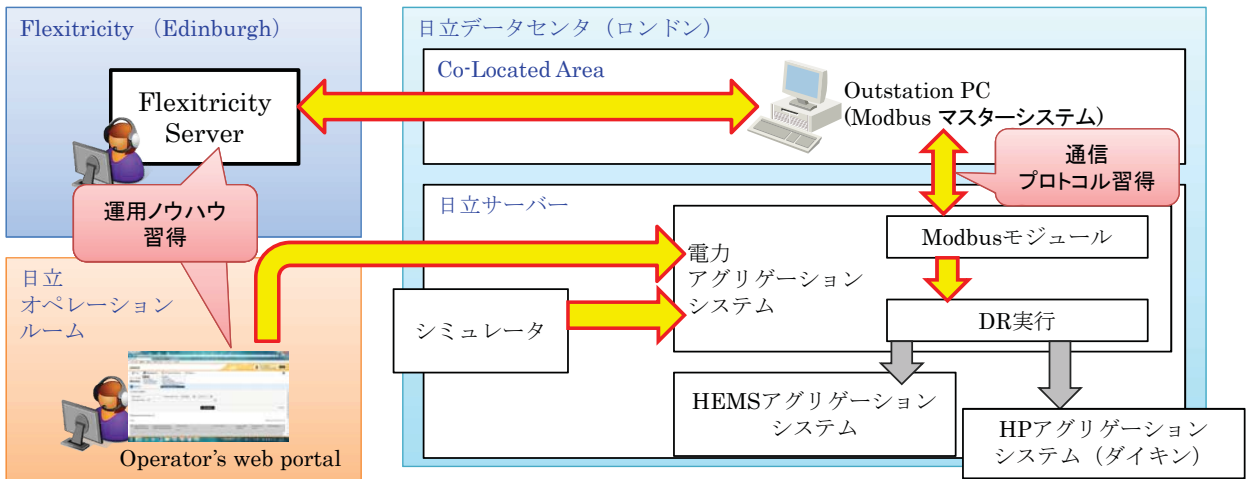 Flexitricity （Edinburgh）
Flexitricity
Server
運用ノウハウ
習得
日立
オペレーション
ルーム
Operator's web portal
日立データセンタ（ロンドン）
Co-Located Area
Outstation PC
(Modbus マスターシステム)
通信
プロトコル習得
日立サーバー
電力
アグリゲーション
システム
Modbusモジュール
DR実行
シミュレータ
HEMSアグリゲーション
システム
HPアグリゲーション
システム（ダイキン）